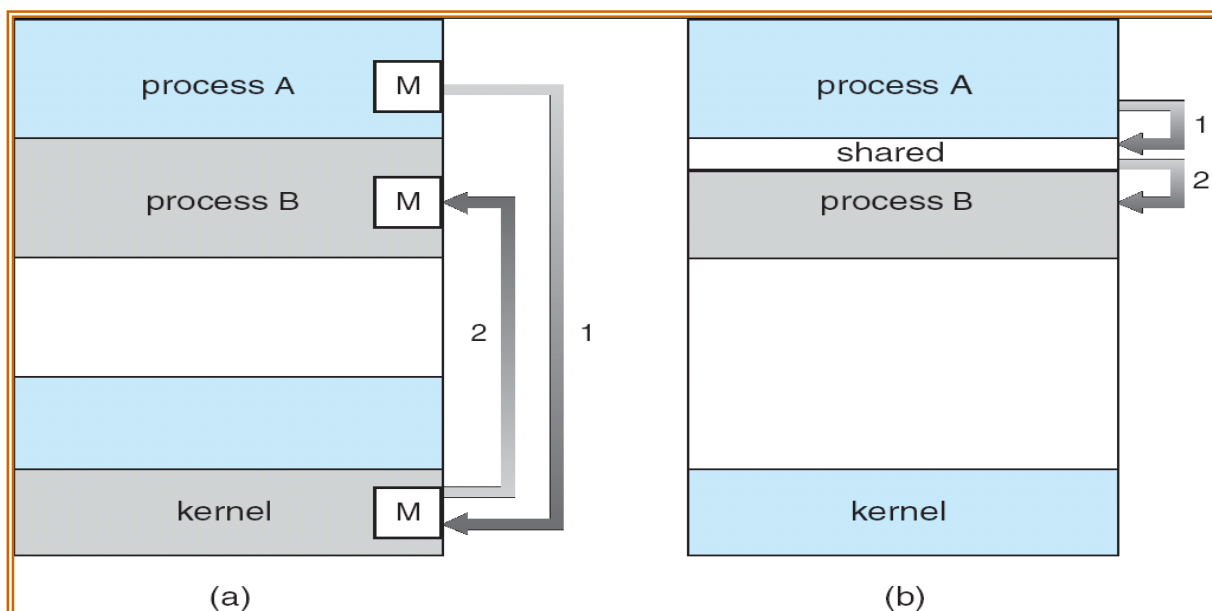 process A
M
process B
M
2
1
kernel
M
(a)
process A
1
shared
2
process B
kernel
(b)